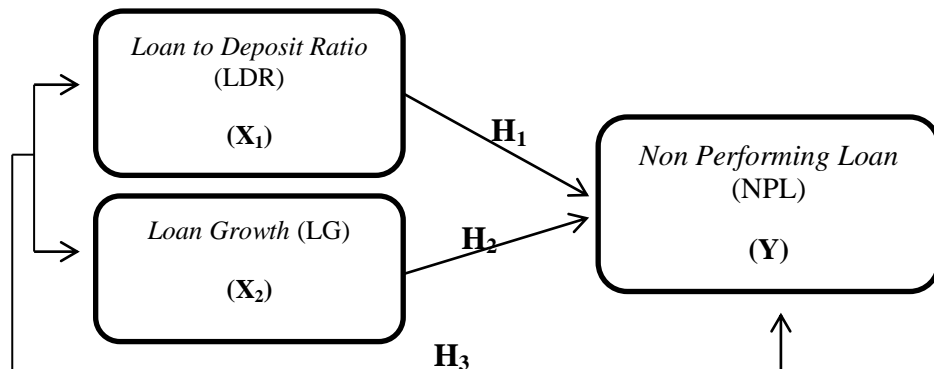 Loan to Deposit Ratio
(LDR)
(X₁)
H₁
Non Performing Loan
(NPL)
(Y)
Loan Growth (LG)
(X₂)
H₂
H₃